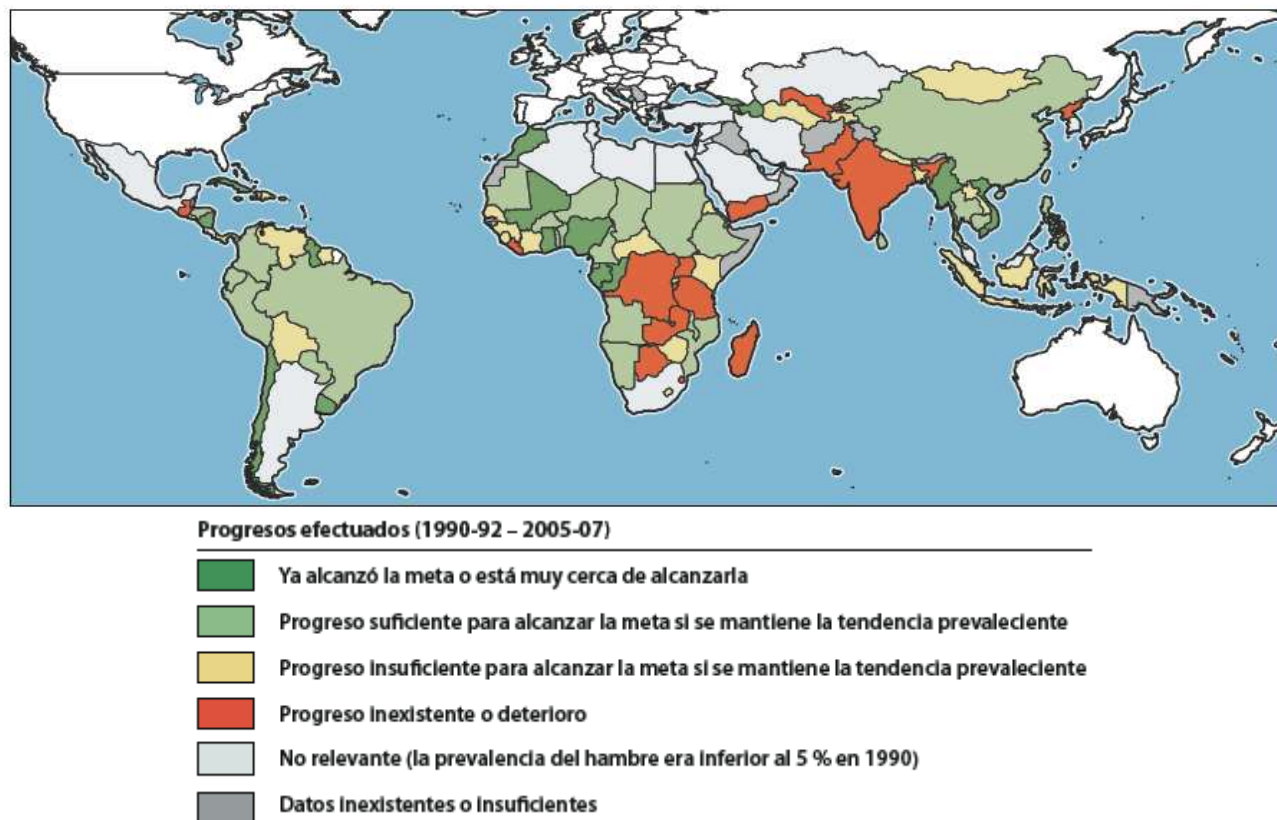 Progresos efectuados (1990-92 – 2005-07)
Ya alcanzó la meta o está muy cerca de alcanzarla
Progreso suficiente para alcanzar la meta si se mantiene la tendencia prevaleciente
Progreso insuficiente para alcanzar la meta si se mantiene la tendencia prevaleciente
Progreso inexistente o deterioro
No relevante (la prevalencia del hambre era inferior al 5 % en 1990)
Datos inexistentes o insuficientes